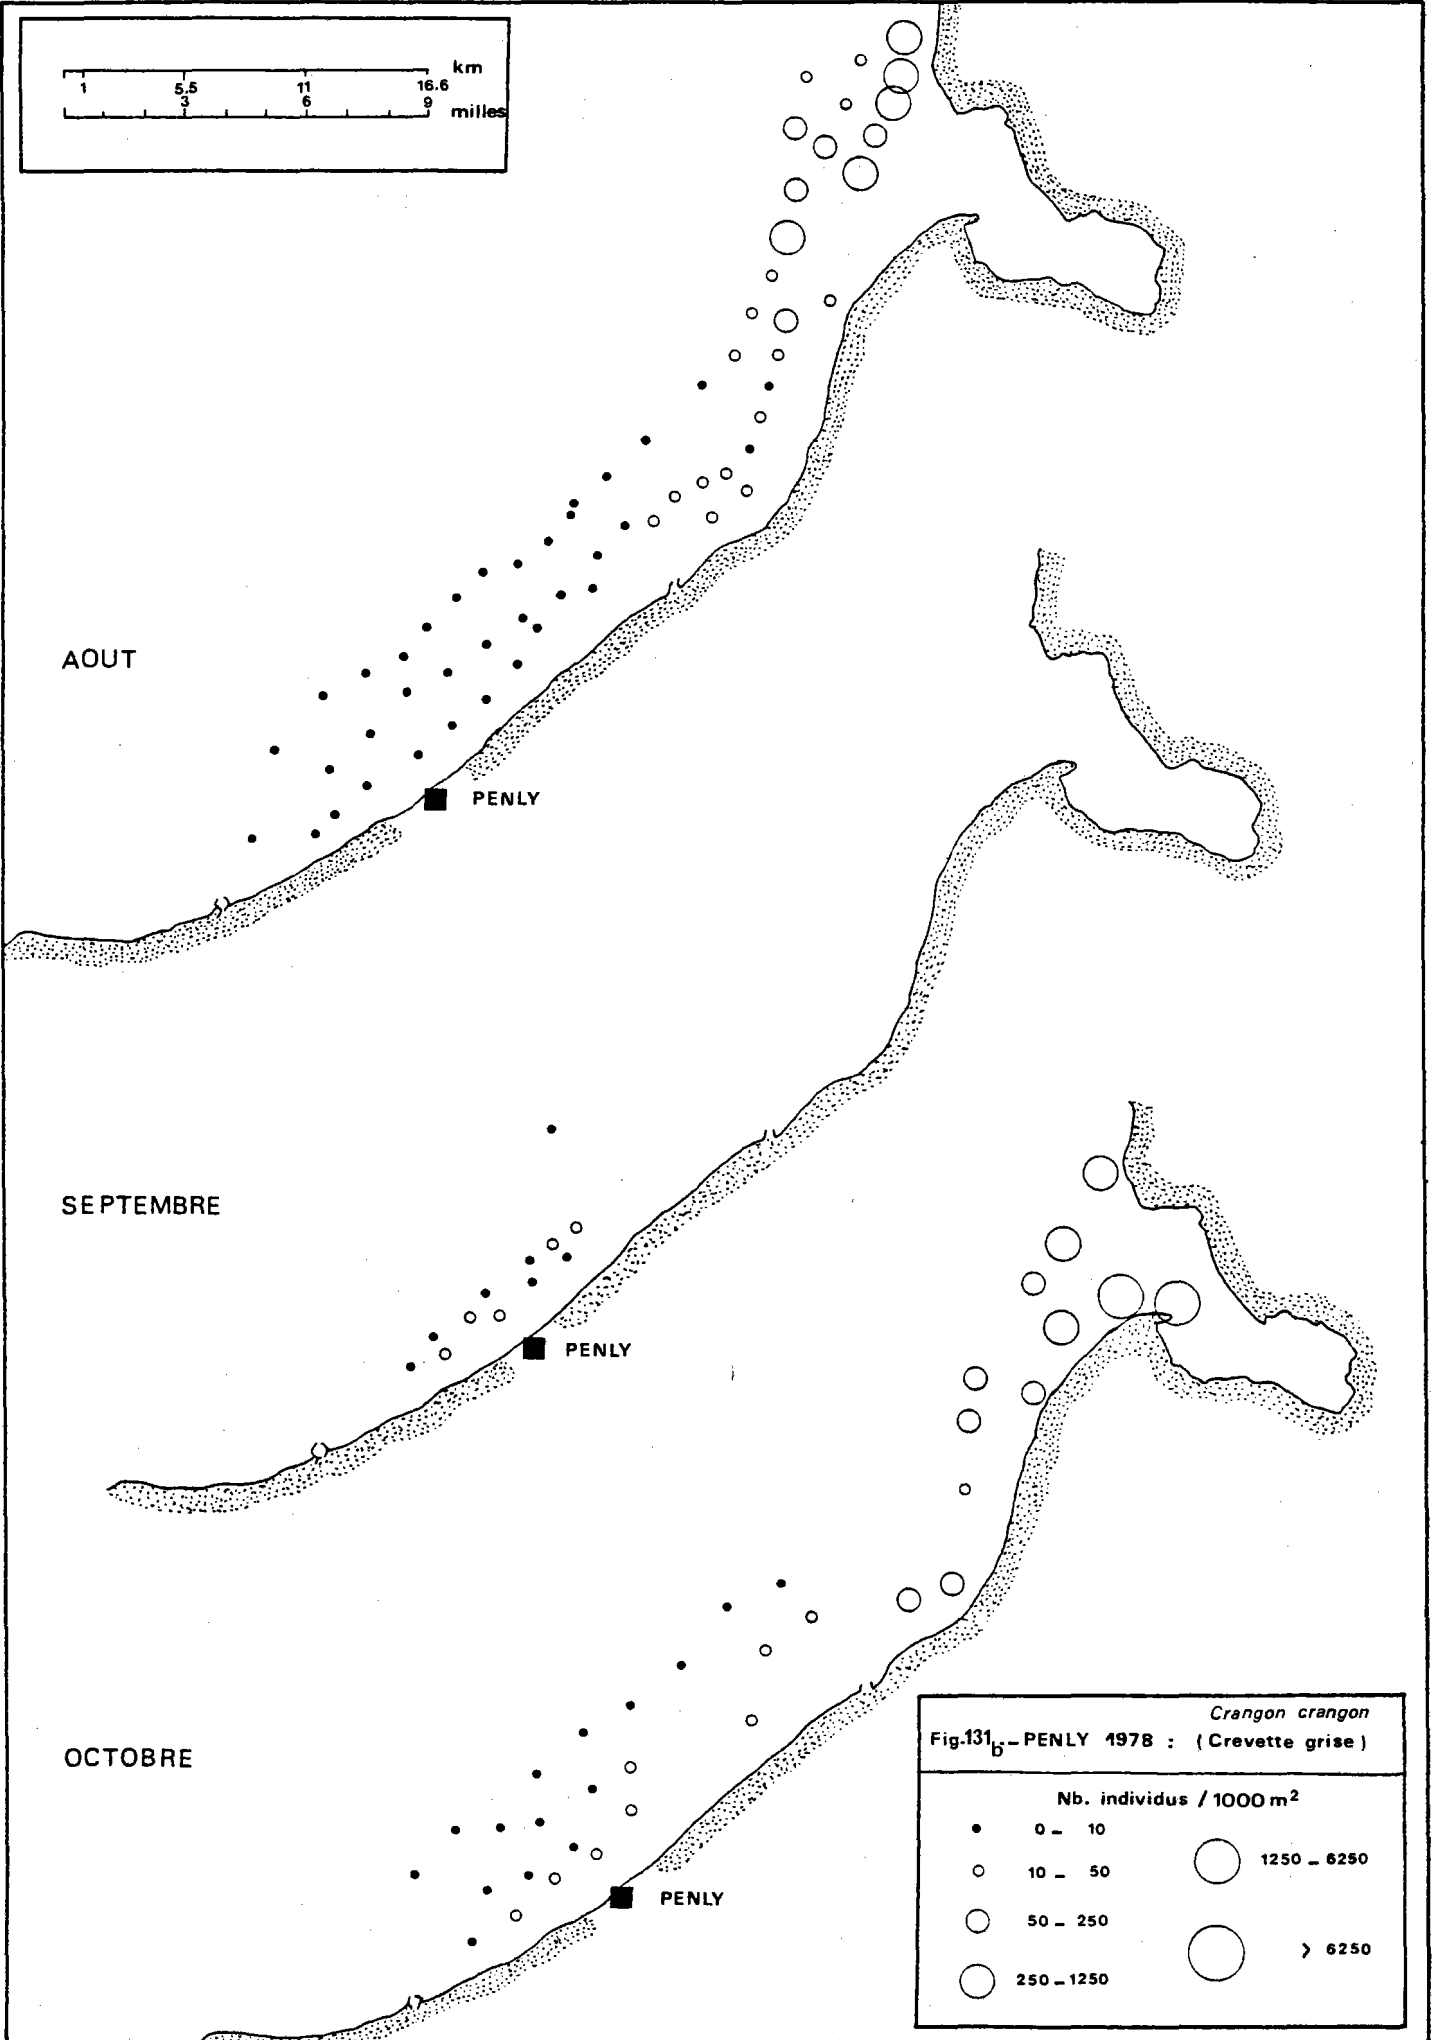 km
1 5.5 11 16.6
3 6 9
milles
AOUT
PENLY
SEPTEMBRE
PENLY
OCTOBRE
PENLY
Crangon crangon
Fig.131b.–PENLY 1978 : (Crevette grise)
Nb. individus / 1000 m²
0 – 10
10 – 50
50 – 250
250 – 1250
1250 – 6250
> 6250